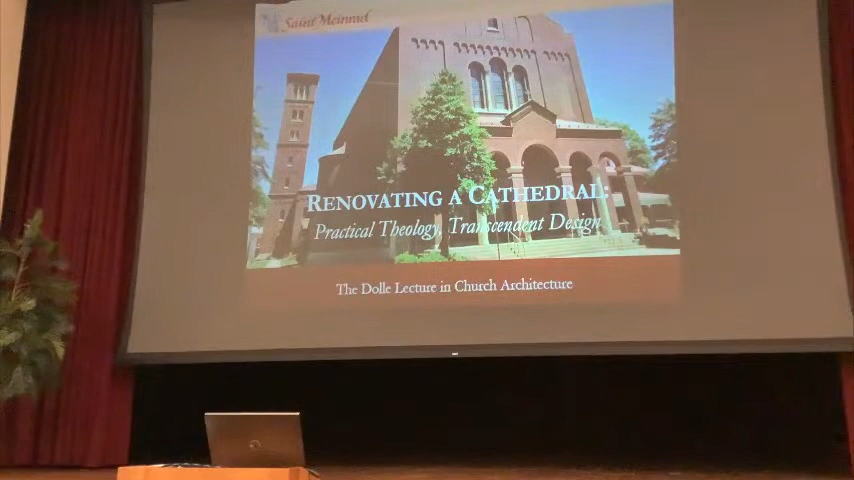 Saint Meinrad
RENOVATING A CATHEDRAL:
Practical Theology, Transcendent Design
The Dolle Lecture in Church Architecture